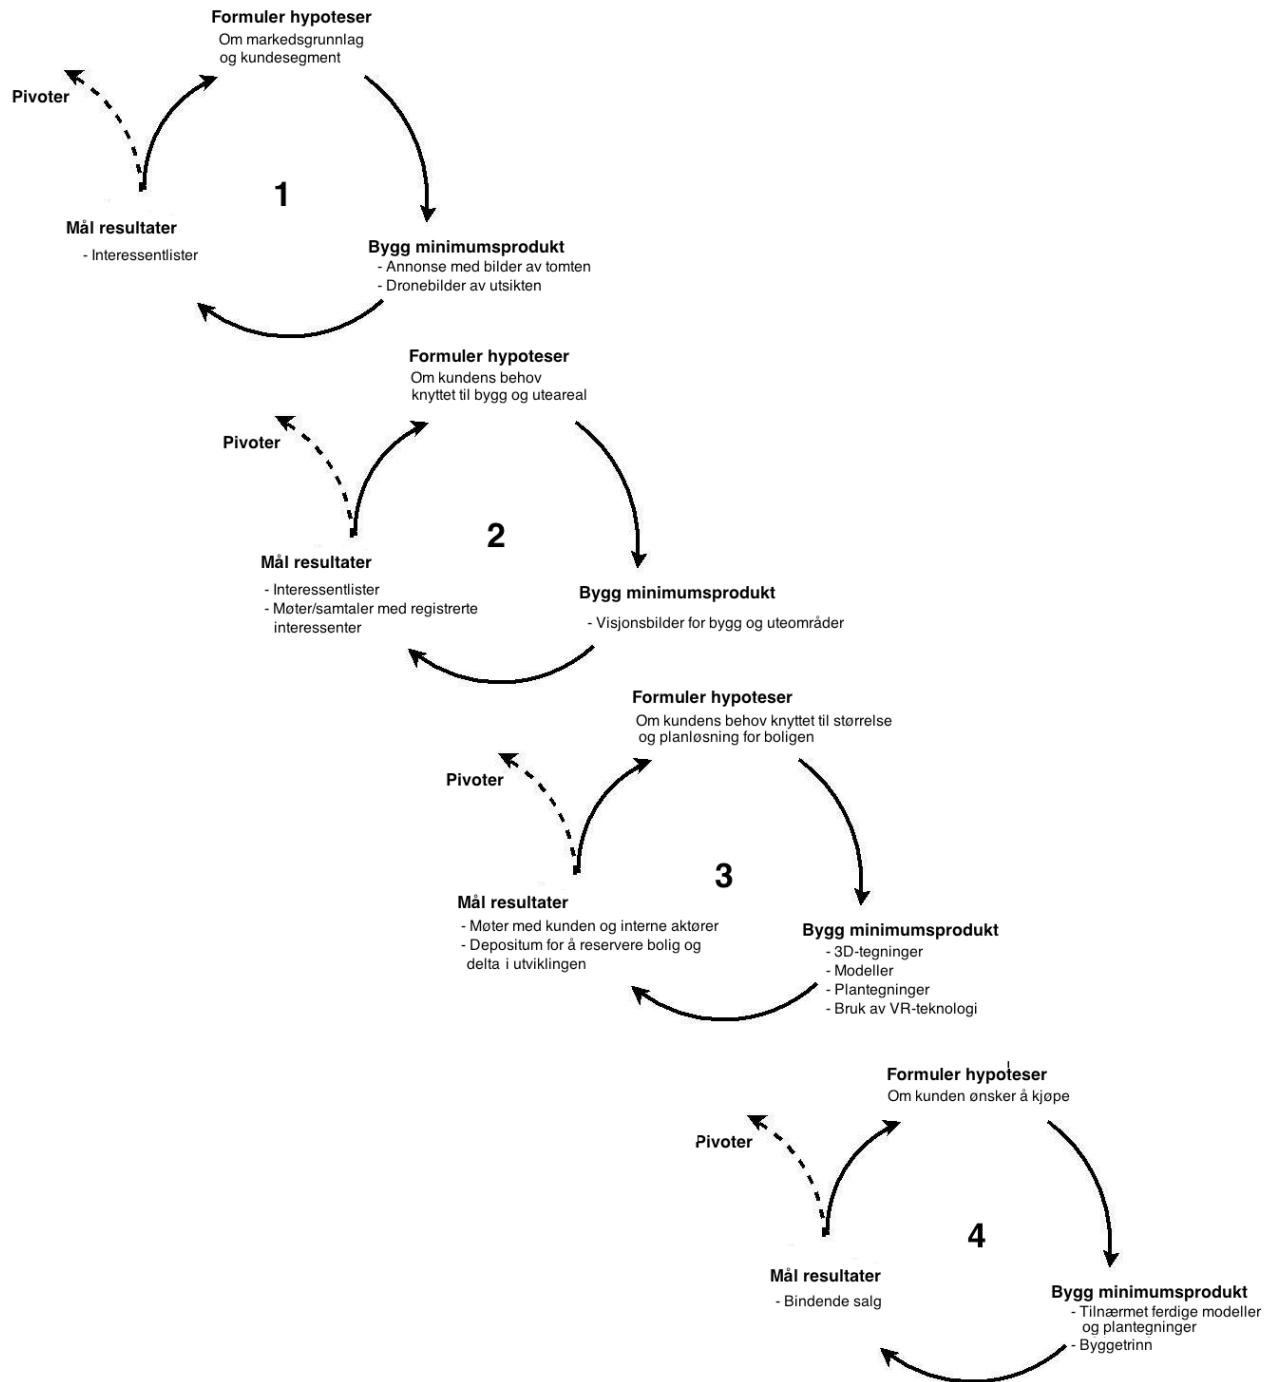 Formuler hypoteser
Om markedsgrunnlag
og kundesegment
Pivoter
1
Mål resultater
- Interessentlister
Bygg minimumsprodukt
- Annonse med bilder av tomten
- Dronebilder av utsikten
Formuler hypoteser
Om kundens behov
knyttet til bygg og uteareal
Pivoter
2
Mål resultater
- Interessentlister
- Møter/samtaler med registrerte
interessenter
Bygg minimumsprodukt
- Visjonsbilder for bygg og uteområder
Formuler hypoteser
Om kundens behov knyttet til størrelse
og planløsning for boligen
Pivoter
3
Mål resultater
- Møter med kunden og interne aktører
- Depositum for å reservere bolig og
delta i utviklingen
Bygg minimumsprodukt
- 3D-tegninger
- Modeller
- Plantegninger
- Bruk av VR-teknologi
Formuler hypoteser
Om kunden ønsker å kjøpe
Pivoter
4
Mål resultater
- Bindende salg
Bygg minimumsprodukt
- Tilnærmet ferdige modeller
og plantegninger
- Byggetrinn